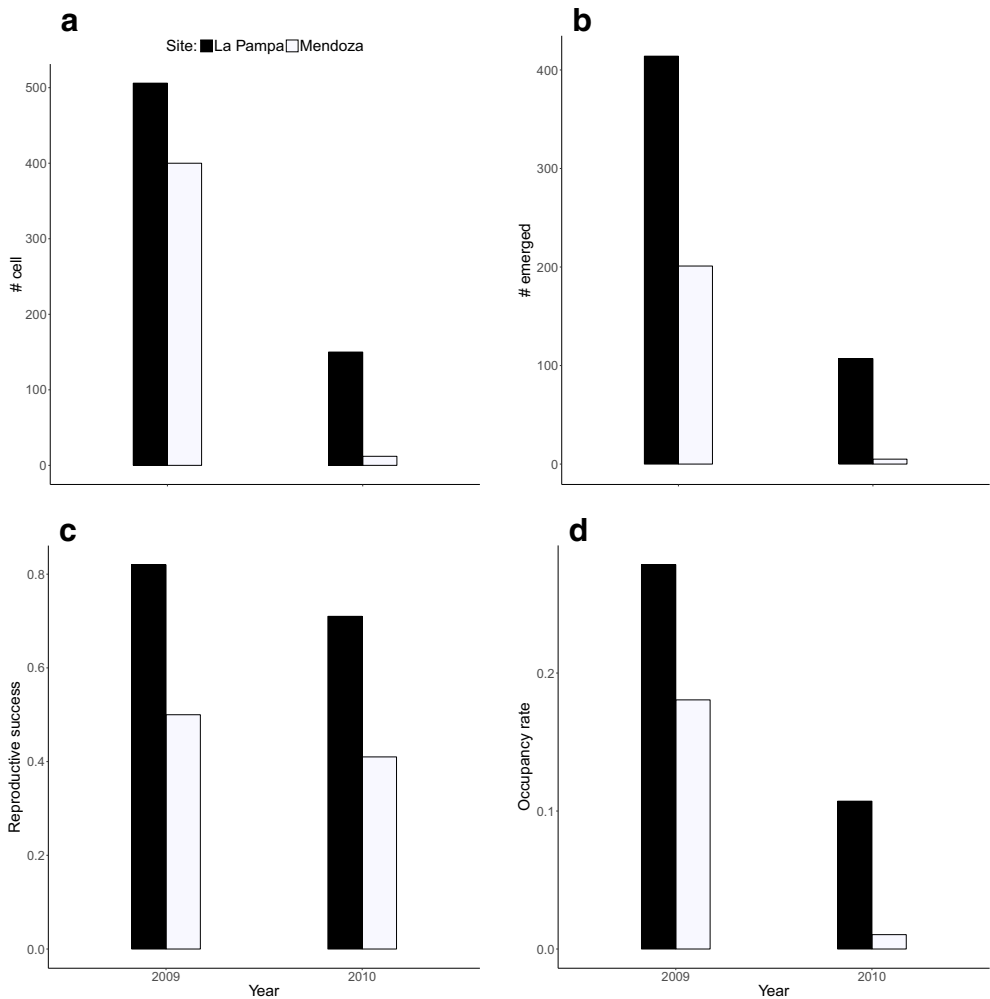 a
Site: La Pampa Mendoza
500
400
300
200
100
0
# cell
b
400
300
200
100
0
# emerged
c
0.8
0.6
0.4
0.2
0.0
Reproductive success
2009 2010
Year
d
0.2
0.1
0.0
Occupancy rate
2009 2010
Year